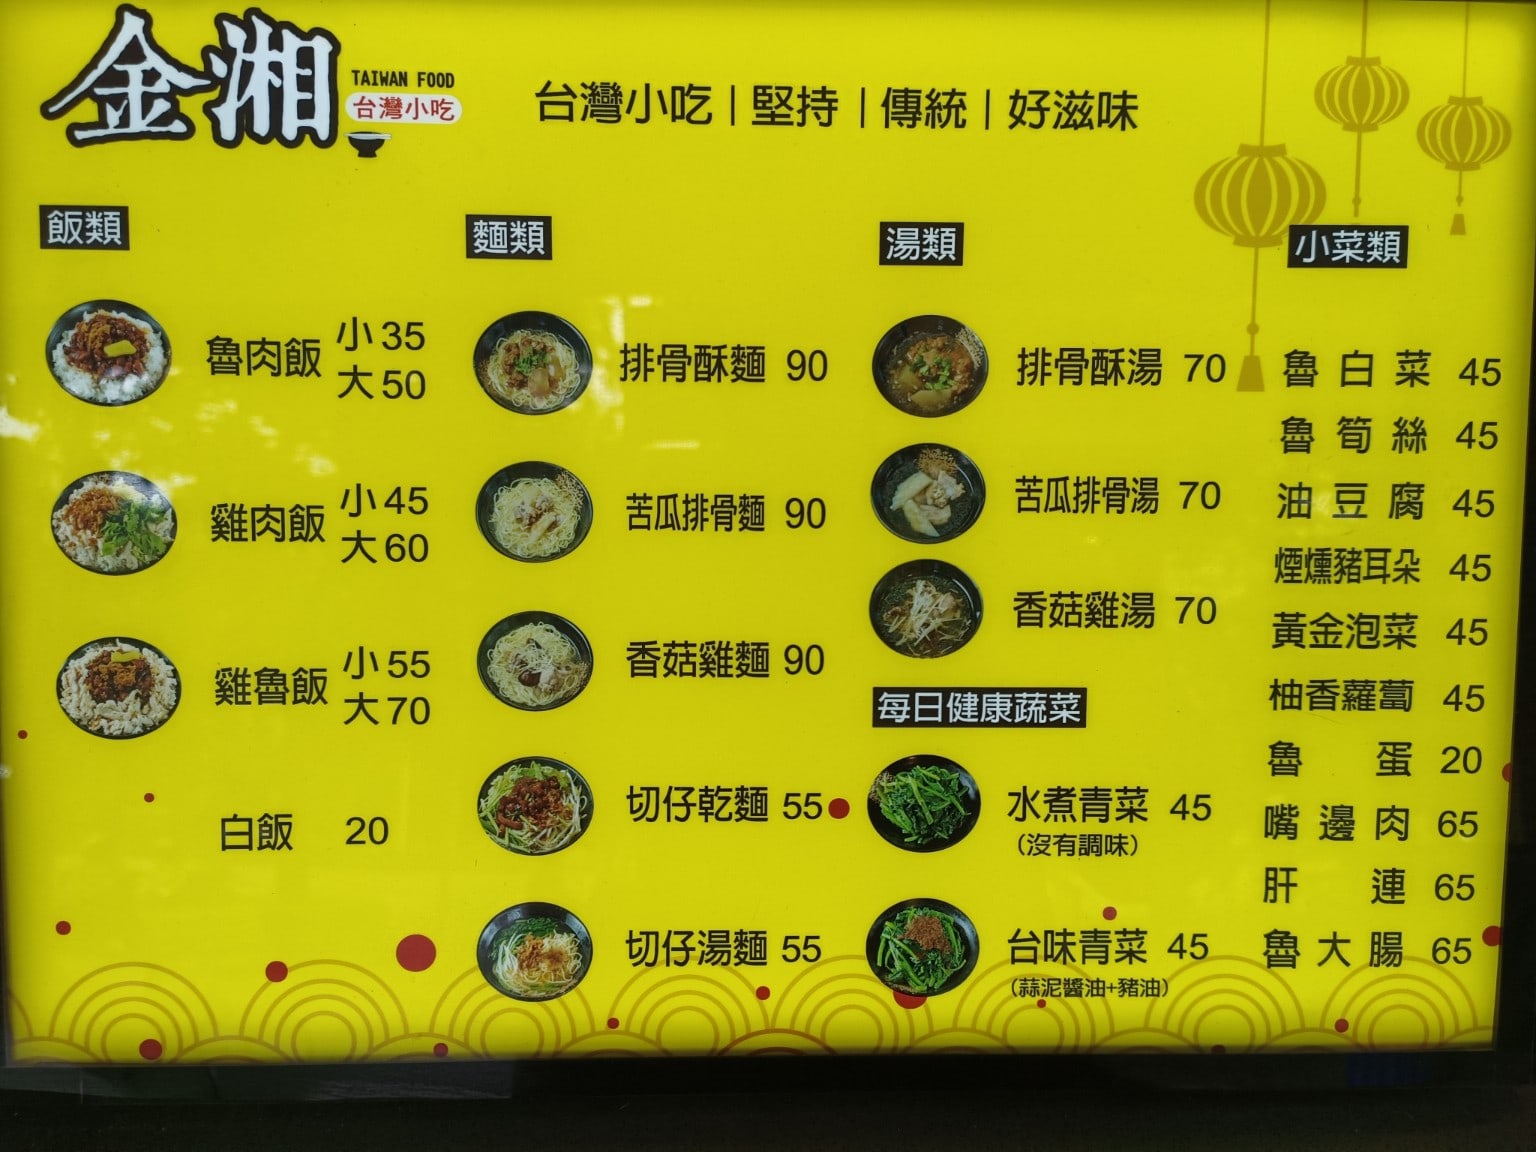 金湘
TAIWAN FOOD
台灣小吃
台灣小吃|堅持|傳統|好滋味
飯類
魯肉飯 小35
大50
雞肉飯 小45
大60
雞魯飯 小55
大70
白飯 20
麵類
排骨酥麵 90
苦瓜排骨麵 90
香菇雞麵 90
切仔乾麵 55
切仔湯麵 55
湯類
排骨酥湯 70
苦瓜排骨湯 70
香菇雞湯 70
每日健康蔬菜
水煮青菜 45
(沒有調味)
台味青菜 45
(蒜泥醬油+豬油)
小菜類
魯白菜 45
魯筍絲 45
油豆腐 45
煙燻豬耳朵 45
黃金泡菜 45
柚香蘿蔔 45
魯蛋 20
嘴邊肉 65
肝連 65
魯大腸 65